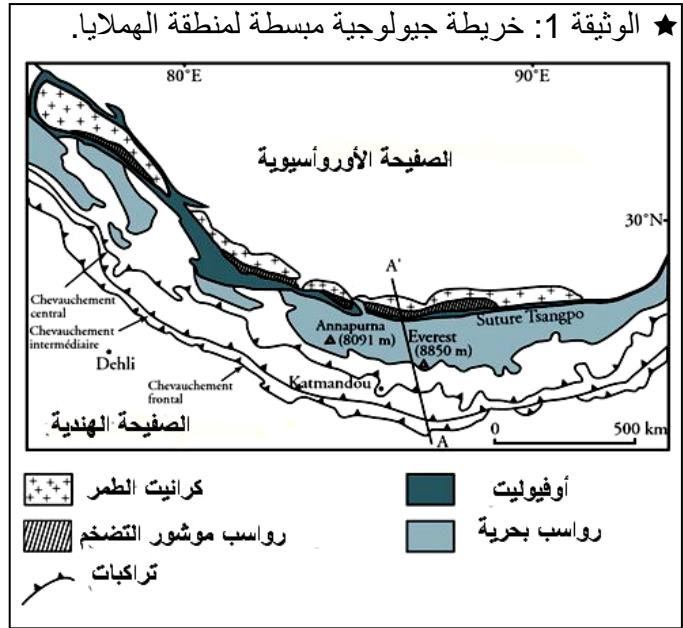 ★ الوثيقة 1: خريطة جيولوجية مبسطة لمنطقة الهملايا.
80°E 90°E
الصفيحة الأوروأسيوية
30°N
A'
Suture Tsangpo
Annapurna
(8091 m)
Everest
(8850 m)
Chevauchement
central
Chevauchement
intermédiaire
Dehli
Chevauchement
frontal
Katmandou
A
الصفيحة الهندية
0 500 km
كرانيت الطمر
أوفيوليت
رواسب موشور التضخم
رواسب بحرية
تراكبات